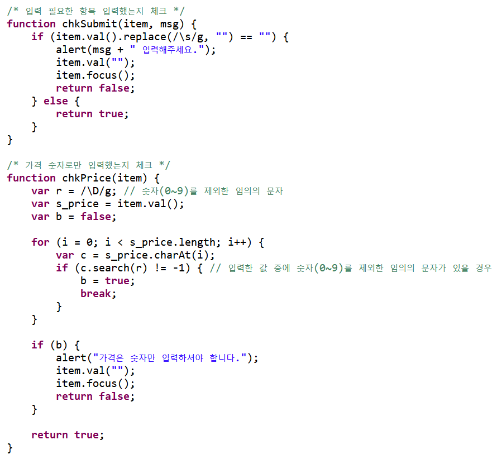 /* 입력 필요한 항목 입력했는지 체크 */
function chkSubmit(item, msg) {
    if (item.val().replace(/\s/g, "") == "") {
        alert(msg + " 입력해주세요.");
        item.val("");
        item.focus();
        return false;
    } else {
        return true;
    }
}

/* 가격 숫자로만 입력했는지 체크 */
function chkPrice(item) {
    var r = /\D/g; // 숫자(0~9)를 제외한 임의의 문자
    var s_price = item.val();
    var b = false;

    for (i = 0; i < s_price.length; i++) {
        var c = s_price.charAt(i);
        if (c.search(r) != -1) { // 입력한 값 중에 숫자(0~9)를 제외한 임의의 문자가 있을 경우
            b = true;
            break;
        }
    }

    if (b) {
        alert("가격은 숫자만 입력하셔야 합니다.");
        item.val("");
        item.focus();
        return false;
    }

    return true;
}